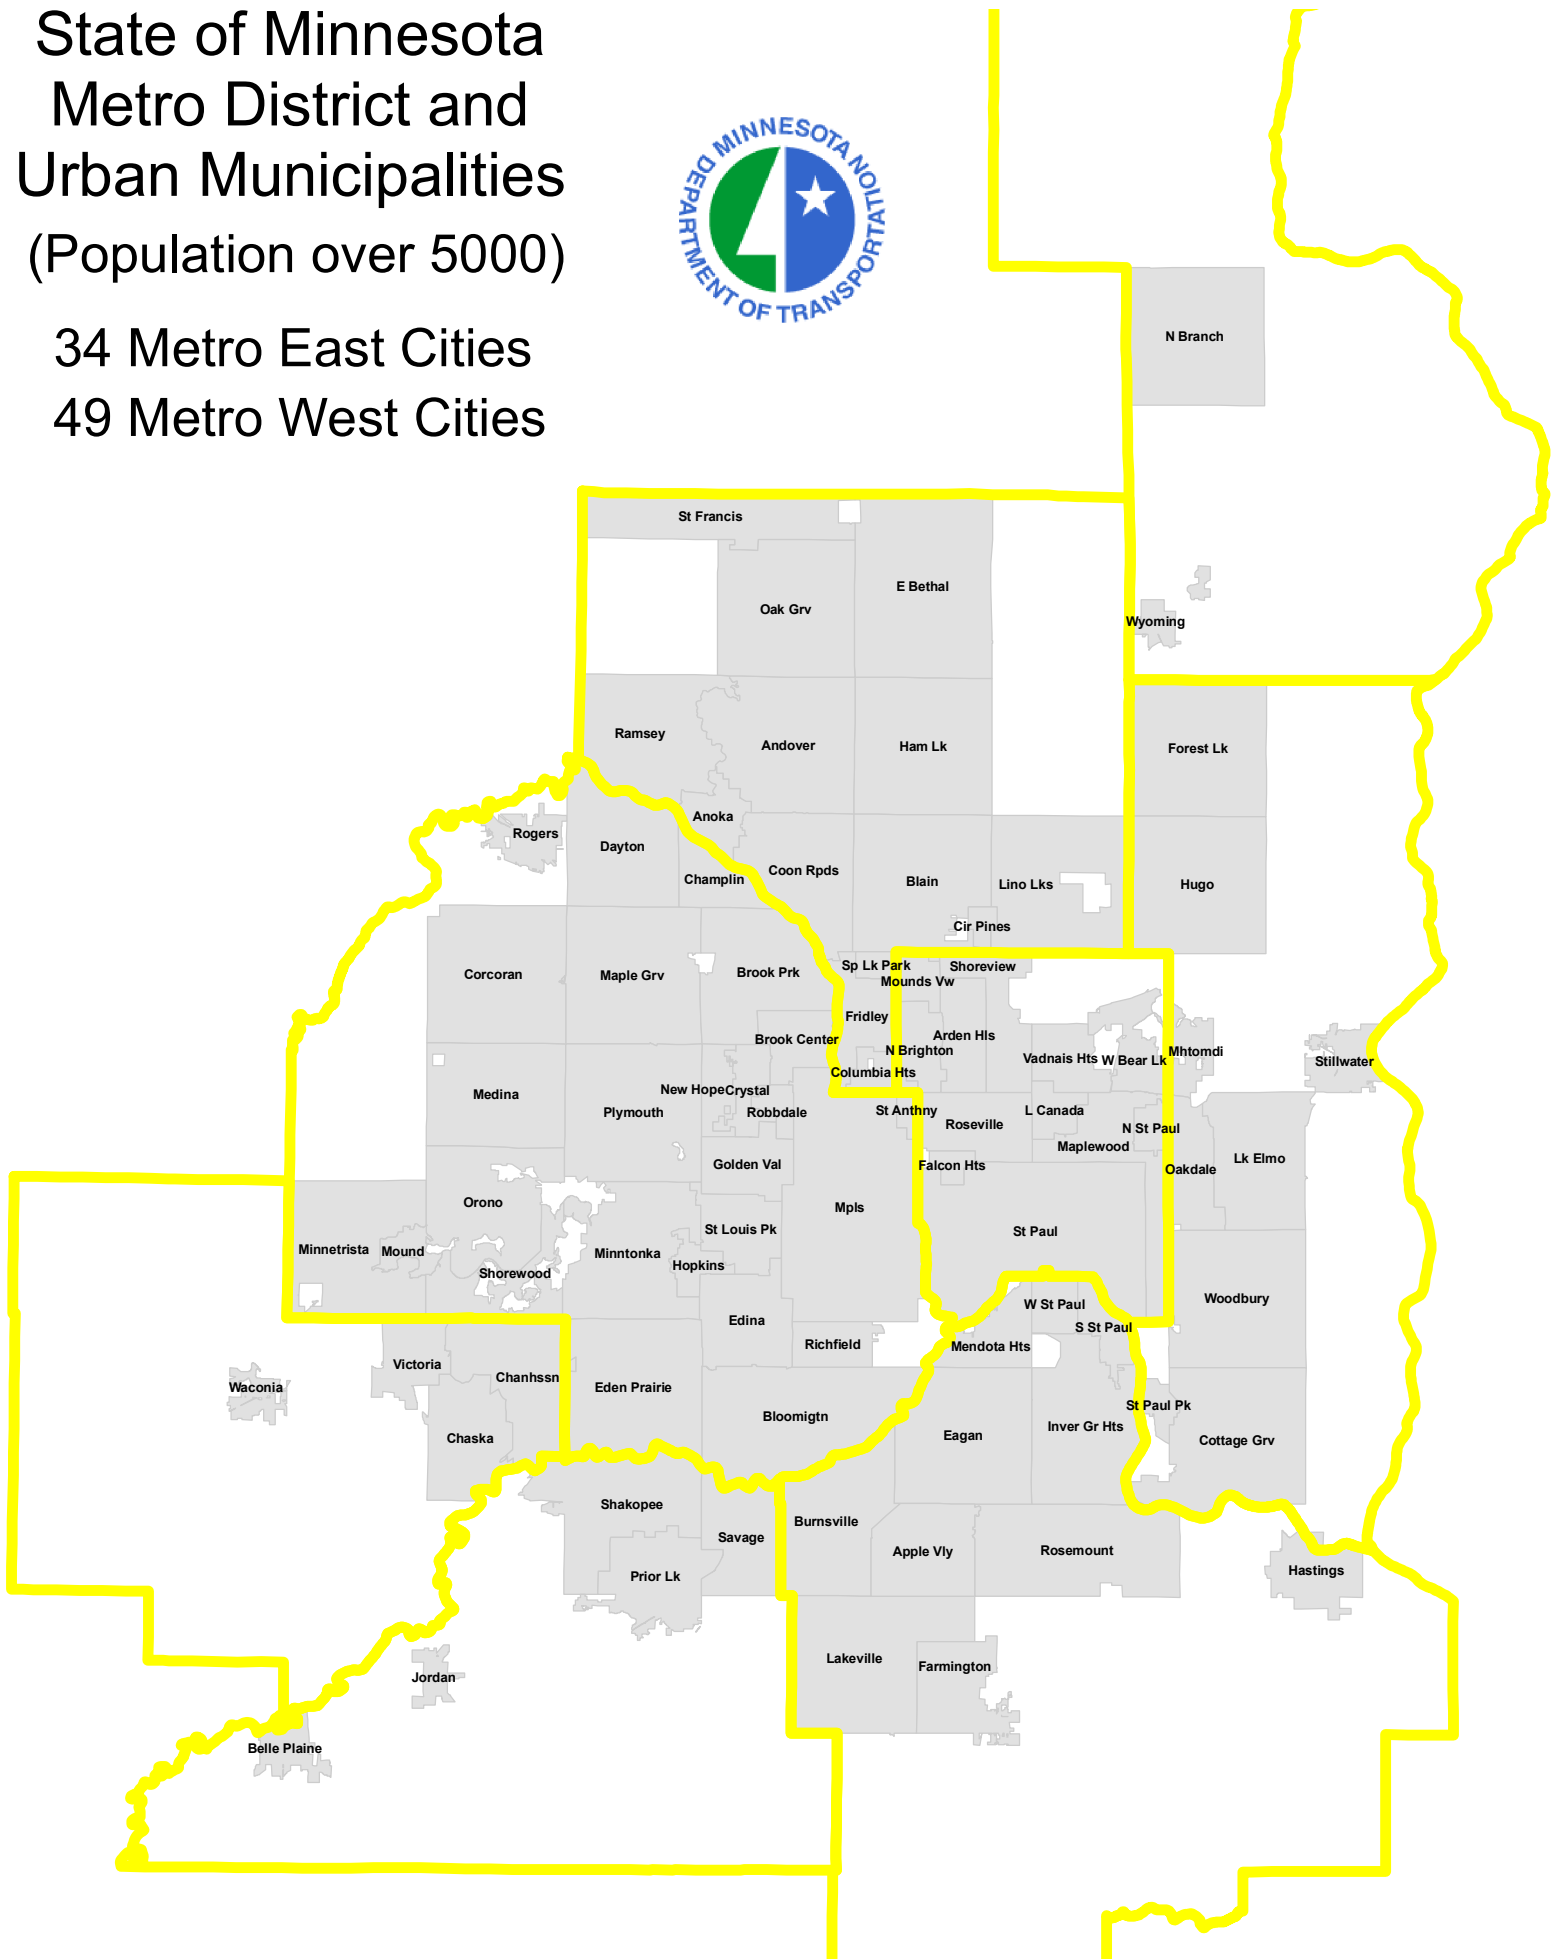 State of Minnesota
Metro District and
Urban Municipalities
(Population over 5000)
34 Metro East Cities
49 Metro West Cities
MINNESOTA
DEPARTMENT OF TRANSPORTATION
N Branch
St Francis
E Bethal
Oak Grv
Wyoming
Ramsey
Andover
Ham Lk
Forest Lk
Anoka
Rogers
Dayton
Coon Rpds
Champlin
Blain
Lino Lks
Hugo
Cir Pines
Sp Lk Park
Shoreview
Corcoran
Maple Grv
Brook Prk
Mounds Vw
Fridley
Arden Hls
Brook Center
N Brighton
Vadnais Hts
W Bear Lk
Mhtomdi
Stillwater
Columbia Hts
Medina
New Hope
Crystal
Plymouth
Robbdale
St Anthny
L Canada
Roseville
N St Paul
Maplewood
Golden Val
Falcon Hts
Oakdale
Lk Elmo
Orono
Mpls
St Louis Pk
St Paul
Minnetrista
Mound
Minntonka
Hopkins
Shorewood
Woodbury
W St Paul
Edina
S St Paul
Richfield
Mendota Hts
Victoria
Chanhssn
Waconia
Eden Prairie
St Paul Pk
Bloomigtn
Inver Gr Hts
Chaska
Eagan
Cottage Grv
Shakopee
Burnsville
Savage
Apple Vly
Rosemount
Prior Lk
Hastings
Lakeville
Farmington
Jordan
Belle Plaine